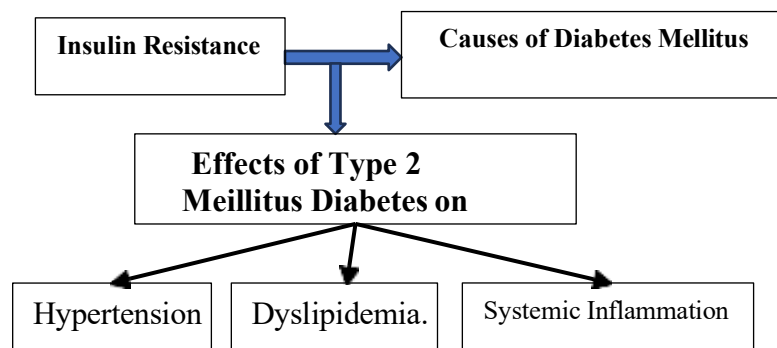 Insulin Resistance
Causes of Diabetes Mellitus
Effects of Type 2
Meillitus Diabetes on
Hypertension
Dyslipidemia.
Systemic Inflammation